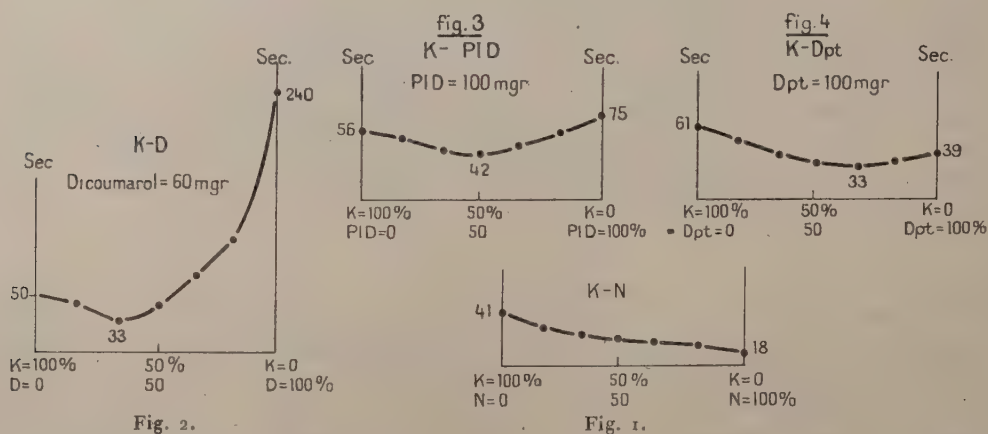 K-D
Dicoumarol = 60 mgr
Sec
Sec.
240
50
33
K=100%
50%
K=0
D=0
50
D=100%
Fig. 2.
fig. 3
K- PID
Sec
Sec.
PID = 100 mgr
56
75
42
K=100%
50%
K=0
PID=0
50
PID=100%
fig. 4
K-Dpt
Sec
Sec.
Dpt = 100 mgr
61
39
33
K=100%
50%
K=0
Dpt=0
50
Dpt=100%
K-N
41
18
K=100%
50%
K=0
N=0
50
N=100%
Fig. 1.